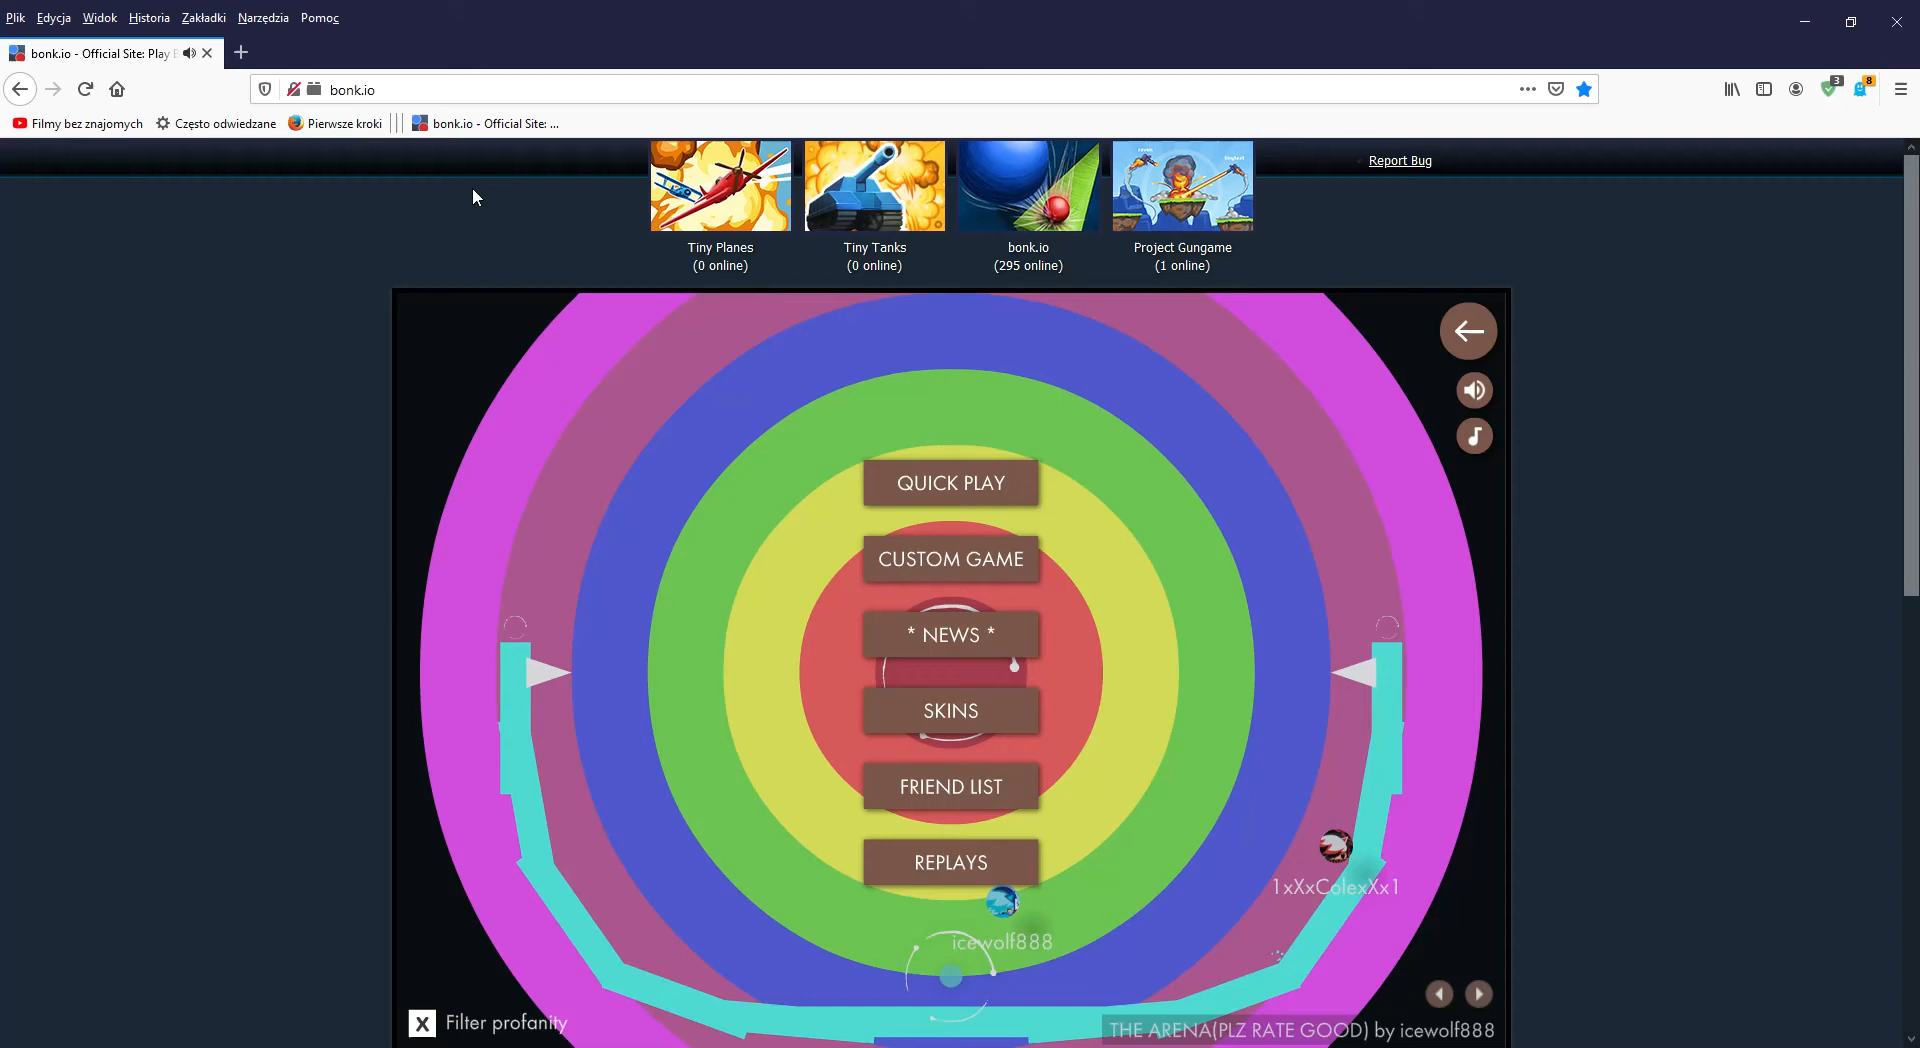 Plik Edycja Widok Historia Zakładki Narzędzia Pomoc
bonk.io - Official Site: Play
bonk.io
3
8
Filmy bez znajomych Często odwiedzane Pierwsze kroki bonk.io - Official Site: ...
Report Bug
Tiny Planes
(0 online)
Tiny Tanks
(0 online)
bonk.io
(295 online)
Project Gungame
(1 online)
QUICK PLAY
CUSTOM GAME
* NEWS *
SKINS
FRIEND LIST
REPLAYS
1xXxColexXx1
icewolf888
X Filter profanity
THE ARENA(PLZ RATE GOOD) by icewolf888